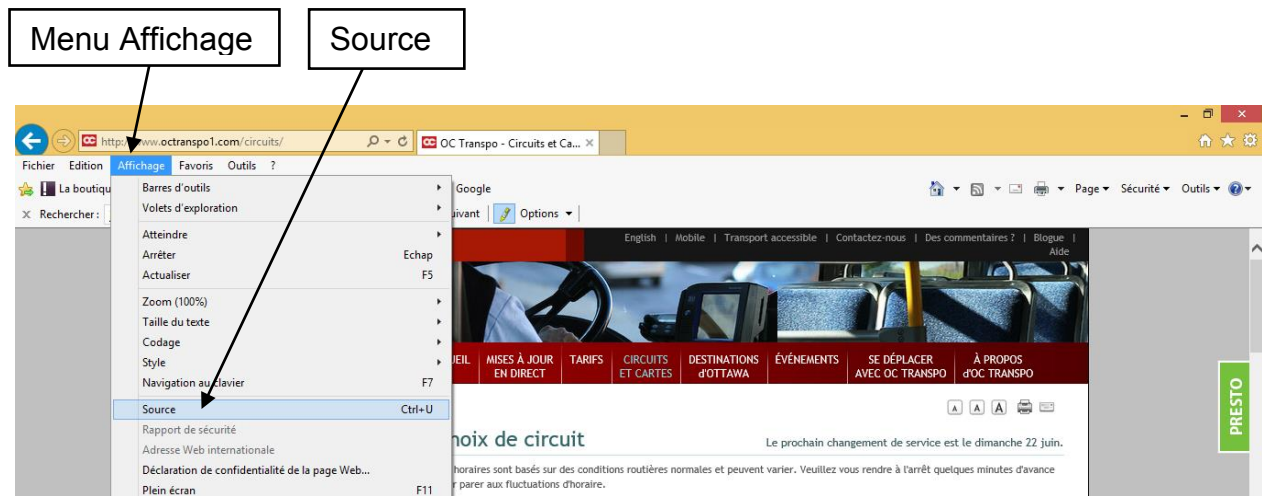 Menu Affichage
Source
http://www.octranspo1.com/circuits/
OC Transpo - Circuits et Ca...
Fichier Edition Affichage Favoris Outils ?
La boutiqu
Google
Page Sécurité Outils
Rechercher:
uivant
Options
Barres d'outils
Volets d'exploration
Atteindre
Arrêter Echap
Actualiser F5
Zoom (100%)
Taille du texte
Codage
Style
Navigation au clavier F7
Source Ctrl+U
Rapport de sécurité
Adresse Web internationale
Déclaration de confidentialité de la page Web...
Plein écran F11
English | Mobile | Transport accessible | Contactez-nous | Des commentaires ? | Blogue |
Aide
EIL
MISES À JOUR
EN DIRECT
TARIFS
CIRCUITS
ET CARTES
DESTINATIONS
d'OTTAWA
ÉVÉNEMENTS
SE DÉPLACER
AVEC OC TRANSPO
À PROPOS
d'OC TRANSPO
A A A
PRESTO
hoix de circuit
Le prochain changement de service est le dimanche 22 juin.
horaires sont basés sur des conditions routières normales et peuvent varier. Veuillez vous rendre à l'arrêt quelques minutes d'avance
r parer aux fluctuations d'horaire.